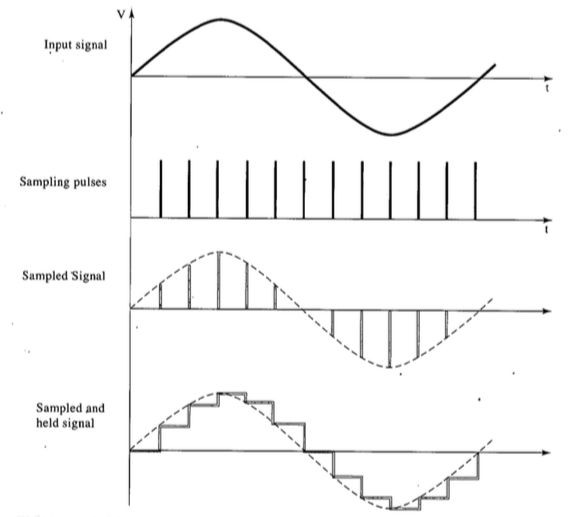 V
Input signal
t
Sampling pulses
t
Sampled Signal
Sampled and
held signal